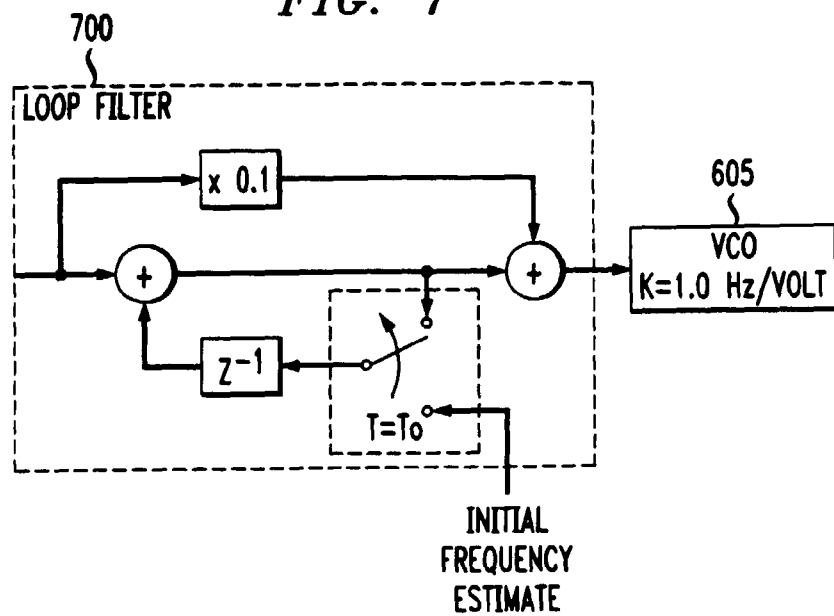 FIG. 7
700
LOOP FILTER
x 0.1
605
VCO
K=1.0 Hz/VOLT
+
+
Z-1
T=To
INITIAL
FREQUENCY
ESTIMATE